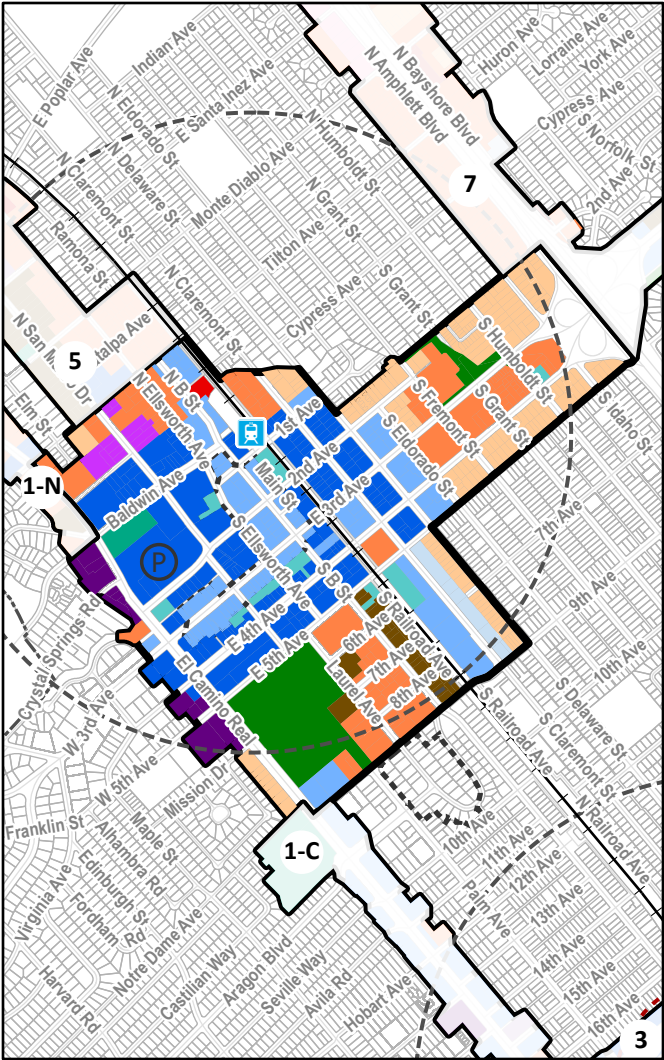 Indian Ave
E Poplar Ave
N Eldorado St
E Santa Inez Ave
N Delaware St
N Claremont St
Ramona St
Monte Diablo Ave
N Humboldt St
N Grant St
Tilton Ave
N Claremont St
Cypress Ave
S Grant St
N Bayshore Blvd
N Amphlett Blvd
Huron Ave
Lorraine Ave
York Ave
Cypress Ave
S Norfolk St
2nd Ave
7
5
Elm St
1-N
N B St
N Ellsworth Ave
Baldwin Ave
1st Ave
2nd Ave
Main St
E 3rd Ave
S Eldorado St
S Fremont St
S Grant St
S Humboldt St
S Idaho St
7th Ave
9th Ave
10th Ave
P
S Ellsworth Ave
S B St
E 4th Ave
E 5th Ave
Laurel Ave
6th Ave
7th Ave
8th Ave
S Railroad Ave
S Railroad Ave
S Delaware St
S Claremont St
N Railroad Ave
Crystal Springs Rd
El Camino Real
W 3rd Ave
W 5th Ave
Mission Dr
Franklin St
Maple St
Alhambra Rd
Edinburgh St
Fordham Rd
Virginia Ave
Harvard Rd
Notre Dame Ave
Castilian Way
Aragon Blvd
Seville Way
Avila Rd
Hobart Ave
1-C
Palm Ave
10th Ave
11th Ave
12th Ave
13th Ave
14th Ave
15th Ave
16th Ave
3